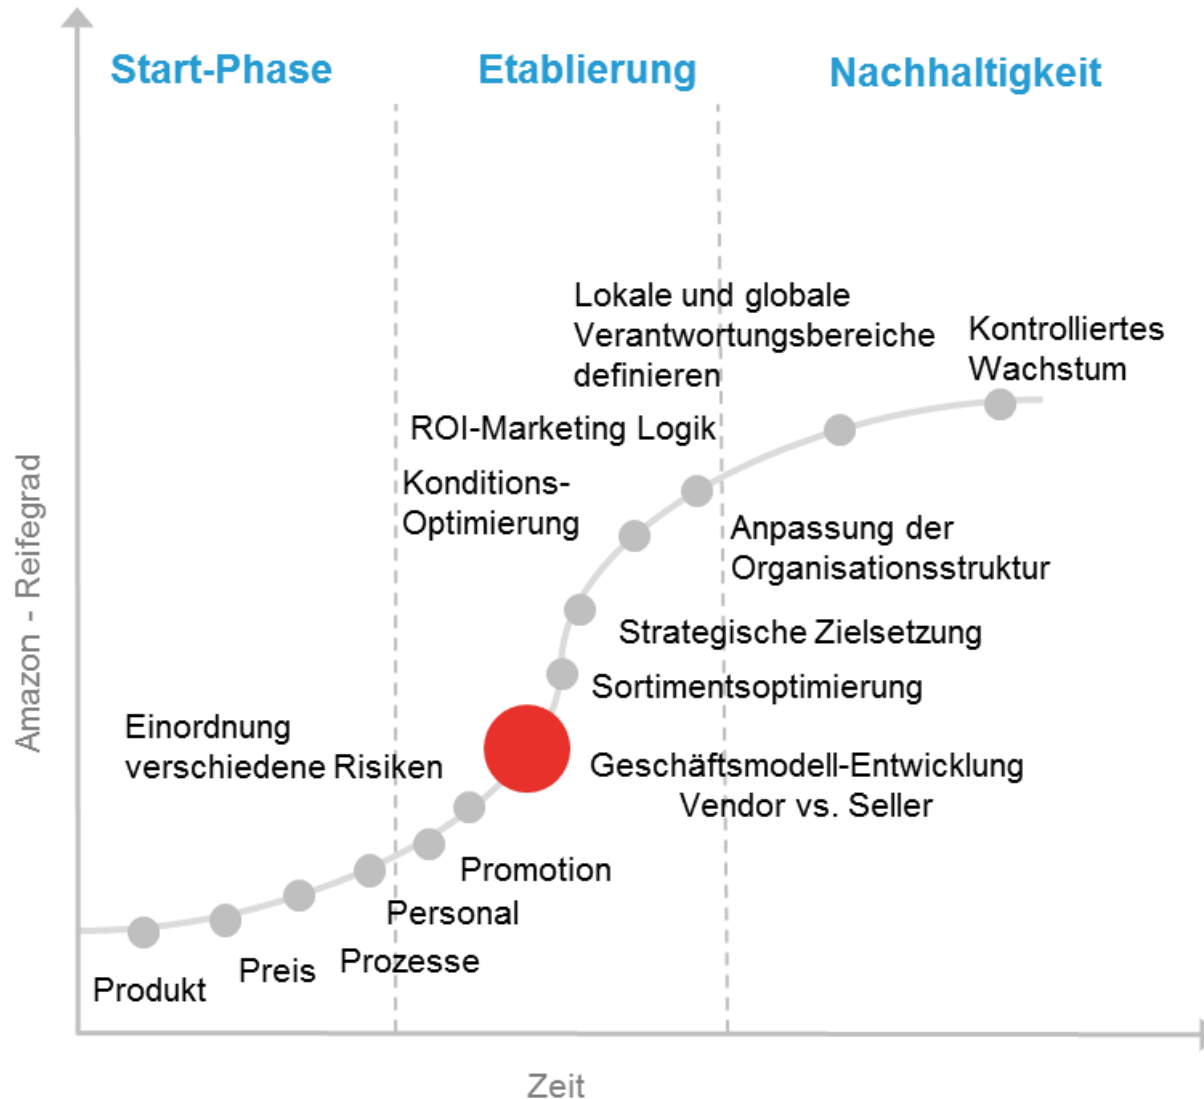 Start-Phase
Etablierung
Nachhaltigkeit
Lokale und globale
Verantwortungsbereiche
definieren
Kontrolliertes
Wachstum
ROI-Marketing Logik
Konditions-
Optimierung
Anpassung der
Organisationsstruktur
Strategische Zielsetzung
Sortimentsoptimierung
Einordnung
verschiedene Risiken
Geschäftsmodell-Entwicklung
Vendor vs. Seller
Promotion
Personal
Prozesse
Preis
Produkt
Amazon - Reifegrad
Zeit